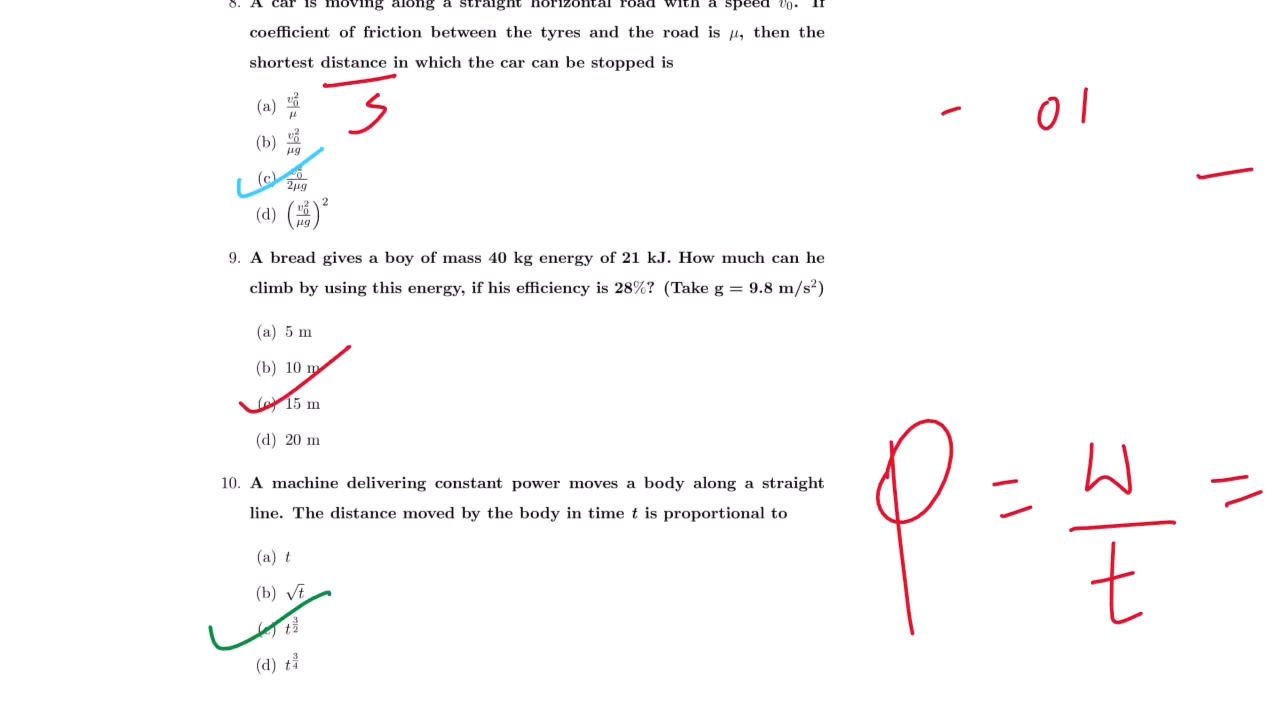 8. A car is moving along a straight horizontal road with a speed v₀. If
coefficient of friction between the tyres and the road is μ, then the
shortest distance in which the car can be stopped is
(a) v₀²/μ
(b) v₀²/μg
(c) v₀²/2μg
(d) (v₀²/μg)²
S
- 01
9. A bread gives a boy of mass 40 kg energy of 21 kJ. How much can he
climb by using this energy, if his efficiency is 28%? (Take g = 9.8 m/s²)
(a) 5 m
(b) 10 m
(c) 15 m
(d) 20 m
10. A machine delivering constant power moves a body along a straight
line. The distance moved by the body in time t is proportional to
(a) t
(b) √t
(c) t^(3/2)
(d) t^(3/4)
P = W/t =